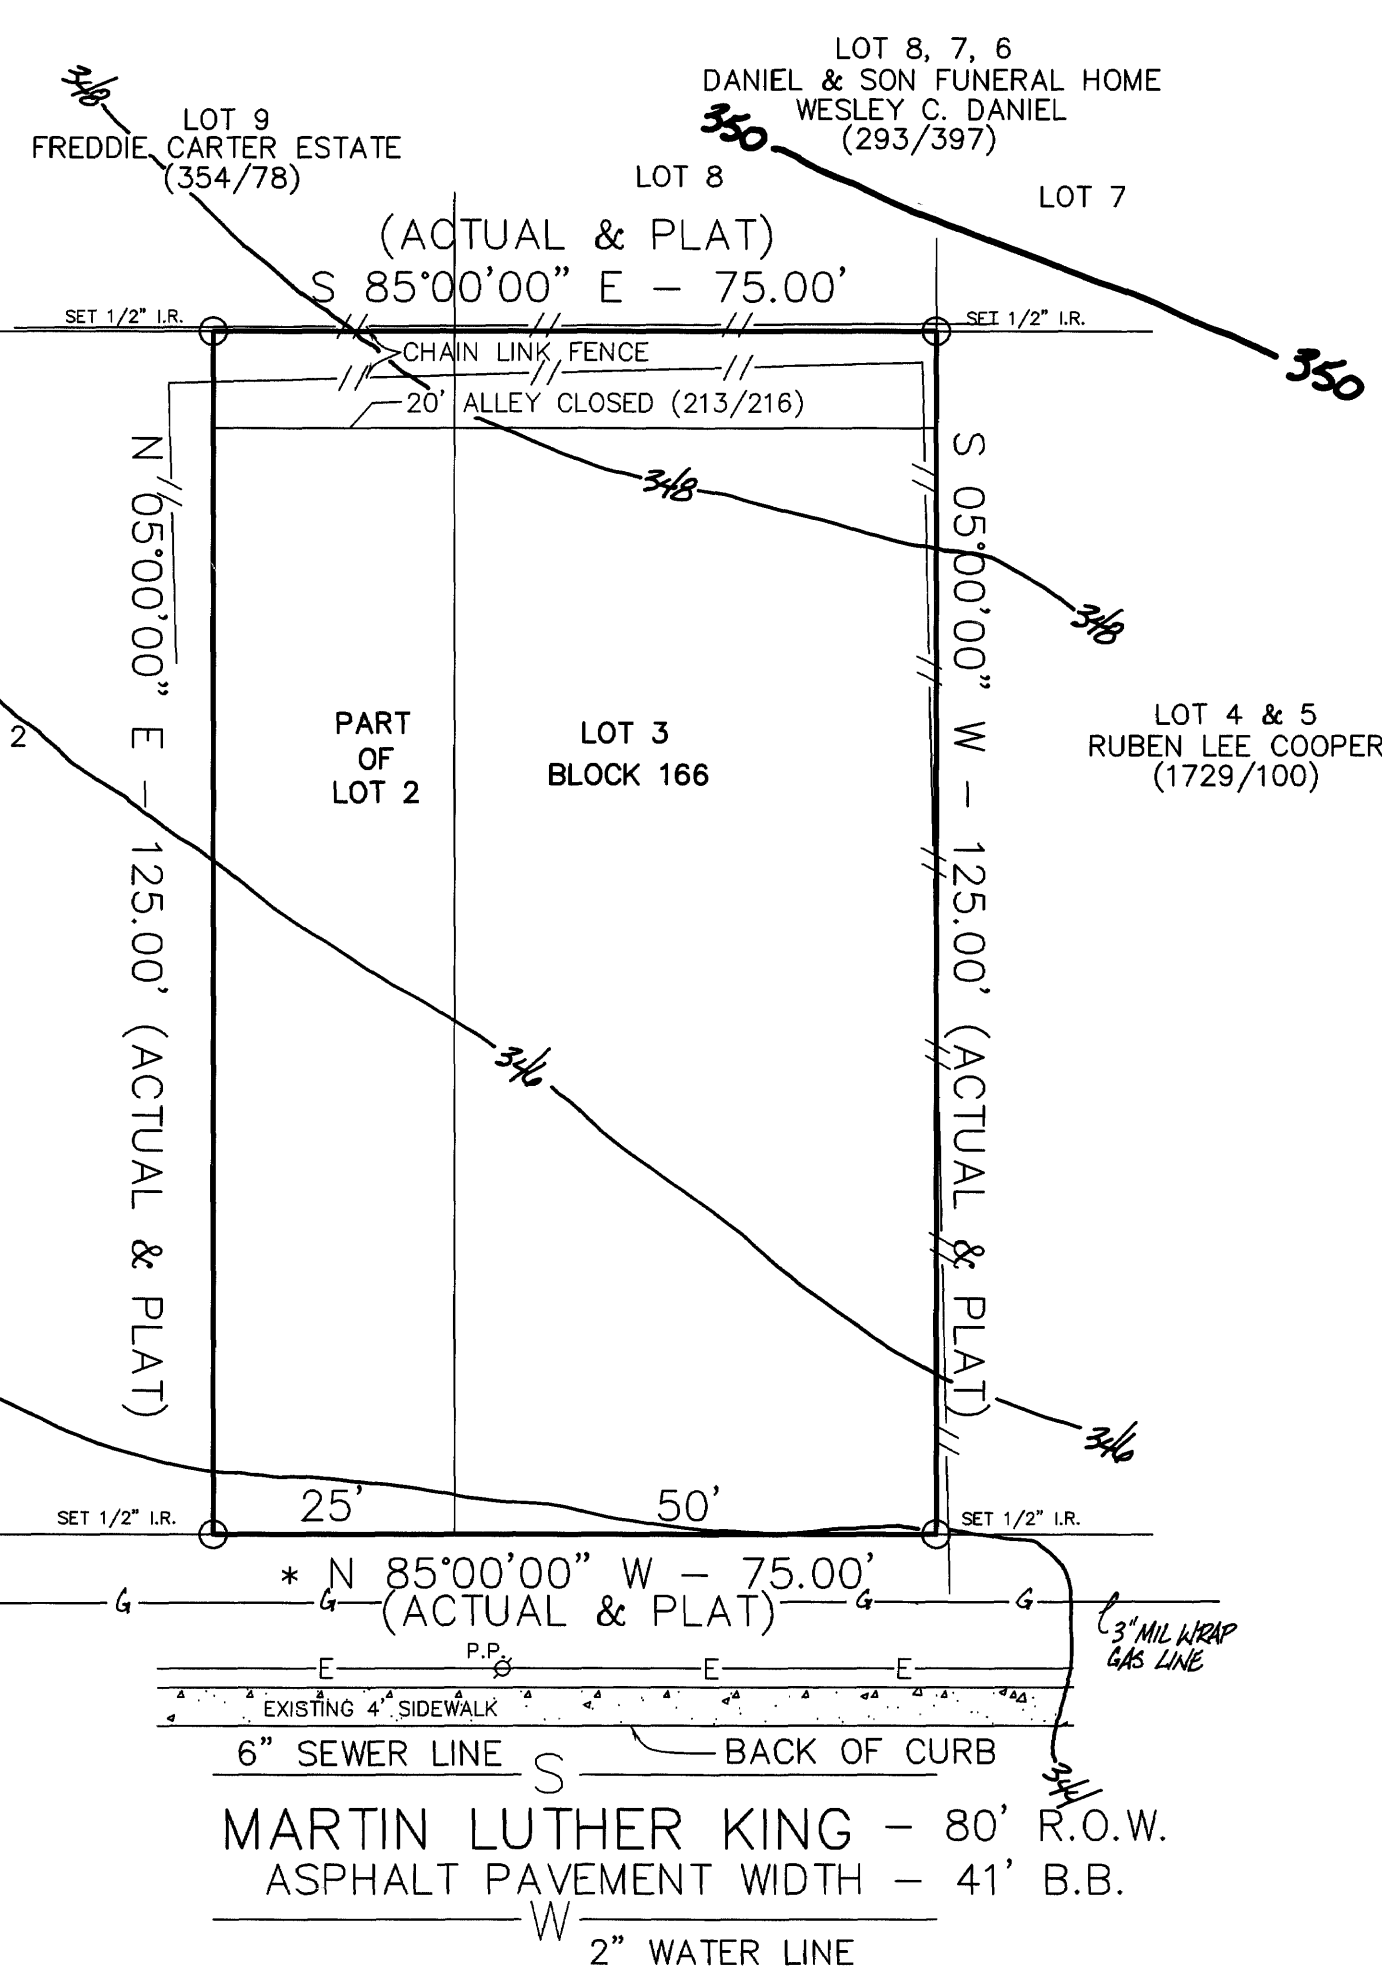 LOT 8, 7, 6
DANIEL & SON FUNERAL HOME
WESLEY C. DANIEL
(293/397)
348
LOT 9
FREDDIE CARTER ESTATE
(354/78)
350
LOT 8
LOT 7
(ACTUAL & PLAT)
S 85°00'00" E - 75.00'
SET 1/2" I.R.
SET 1/2" I.R.
CHAIN LINK FENCE
350
20' ALLEY CLOSED (213/216)
348
348
N 05°00'00" E - 125.00' (ACTUAL & PLAT)
S 05°00'00" W - 125.00' (ACTUAL & PLAT)
2
PART
OF
LOT 2
LOT 3
BLOCK 166
LOT 4 & 5
RUBEN LEE COOPER
(1729/100)
346
346
25'
50'
SET 1/2" I.R.
SET 1/2" I.R.
* N 85°00'00" W - 75.00'
G G G G
(ACTUAL & PLAT)
3" MIL WRAP
GAS LINE
P.P.
E E E
EXISTING 4' SIDEWALK
6" SEWER LINE
BACK OF CURB
S
344
MARTIN LUTHER KING - 80' R.O.W.
ASPHALT PAVEMENT WIDTH - 41' B.B.
W
2" WATER LINE